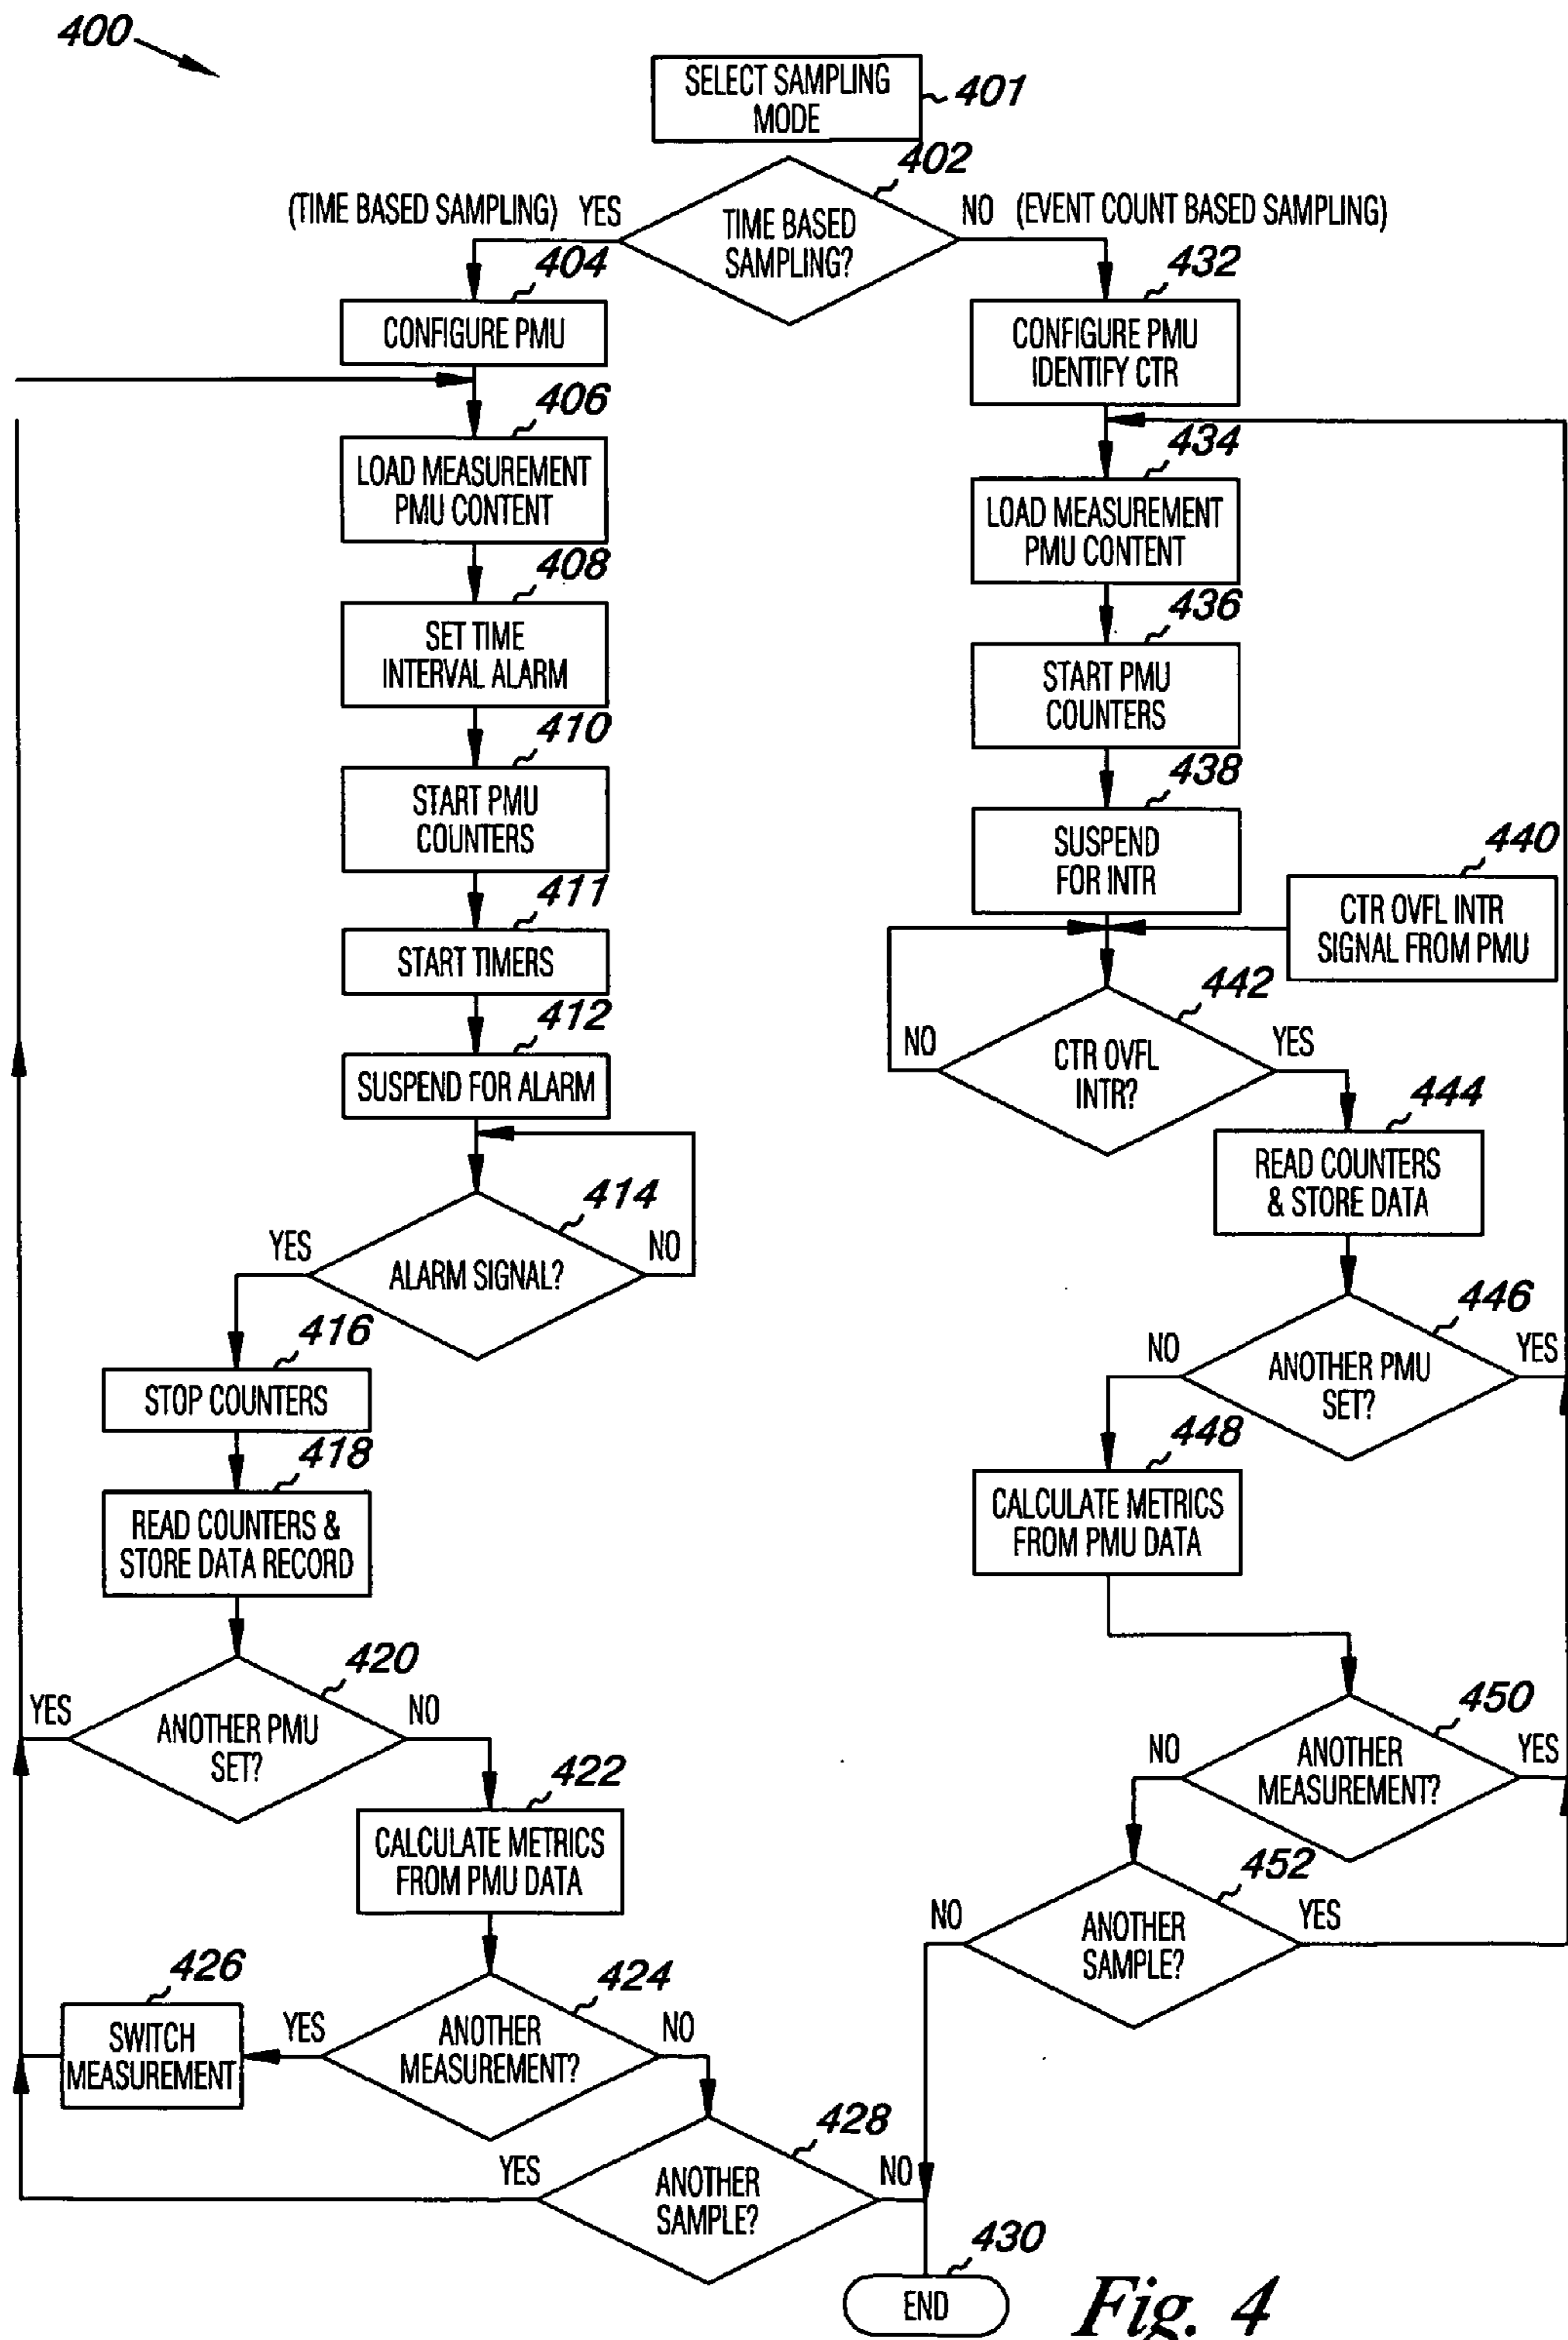 400
SELECT SAMPLING
MODE
401
402
(TIME BASED SAMPLING) YES
TIME BASED
SAMPLING?
NO (EVENT COUNT BASED SAMPLING)
404
CONFIGURE PMU
406
LOAD MEASUREMENT
PMU CONTENT
408
SET TIME
INTERVAL ALARM
410
START PMU
COUNTERS
411
START TIMERS
412
SUSPEND FOR ALARM
414
YES
ALARM SIGNAL?
NO
416
STOP COUNTERS
418
READ COUNTERS &
STORE DATA RECORD
420
YES
ANOTHER PMU
SET?
NO
422
CALCULATE METRICS
FROM PMU DATA
424
426
SWITCH
MEASUREMENT
YES
ANOTHER
MEASUREMENT?
NO
428
YES
ANOTHER
SAMPLE?
NO
432
CONFIGURE PMU
IDENTIFY CTR
434
LOAD MEASUREMENT
PMU CONTENT
436
START PMU
COUNTERS
438
SUSPEND
FOR INTR
440
CTR OVFL INTR
SIGNAL FROM PMU
442
NO
CTR OVFL
INTR?
YES
444
READ COUNTERS
& STORE DATA
446
NO
ANOTHER PMU
SET?
YES
448
CALCULATE METRICS
FROM PMU DATA
450
NO
ANOTHER
MEASUREMENT?
YES
452
NO
ANOTHER
SAMPLE?
YES
430
END
Fig. 4